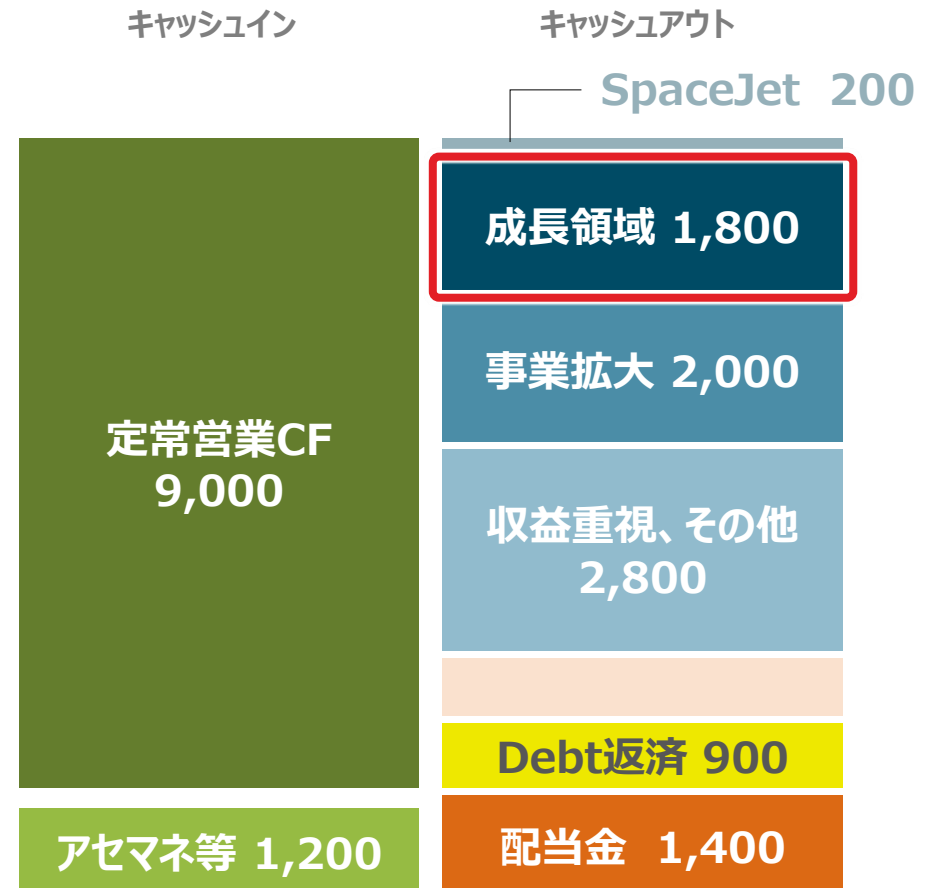 キャッシュイン
キャッシュアウト
SpaceJet 200
成長領域 1,800
事業拡大 2,000
定常営業CF
9,000
収益重視、その他
2,800
Debt返済 900
アセマネ等 1,200
配当金 1,400